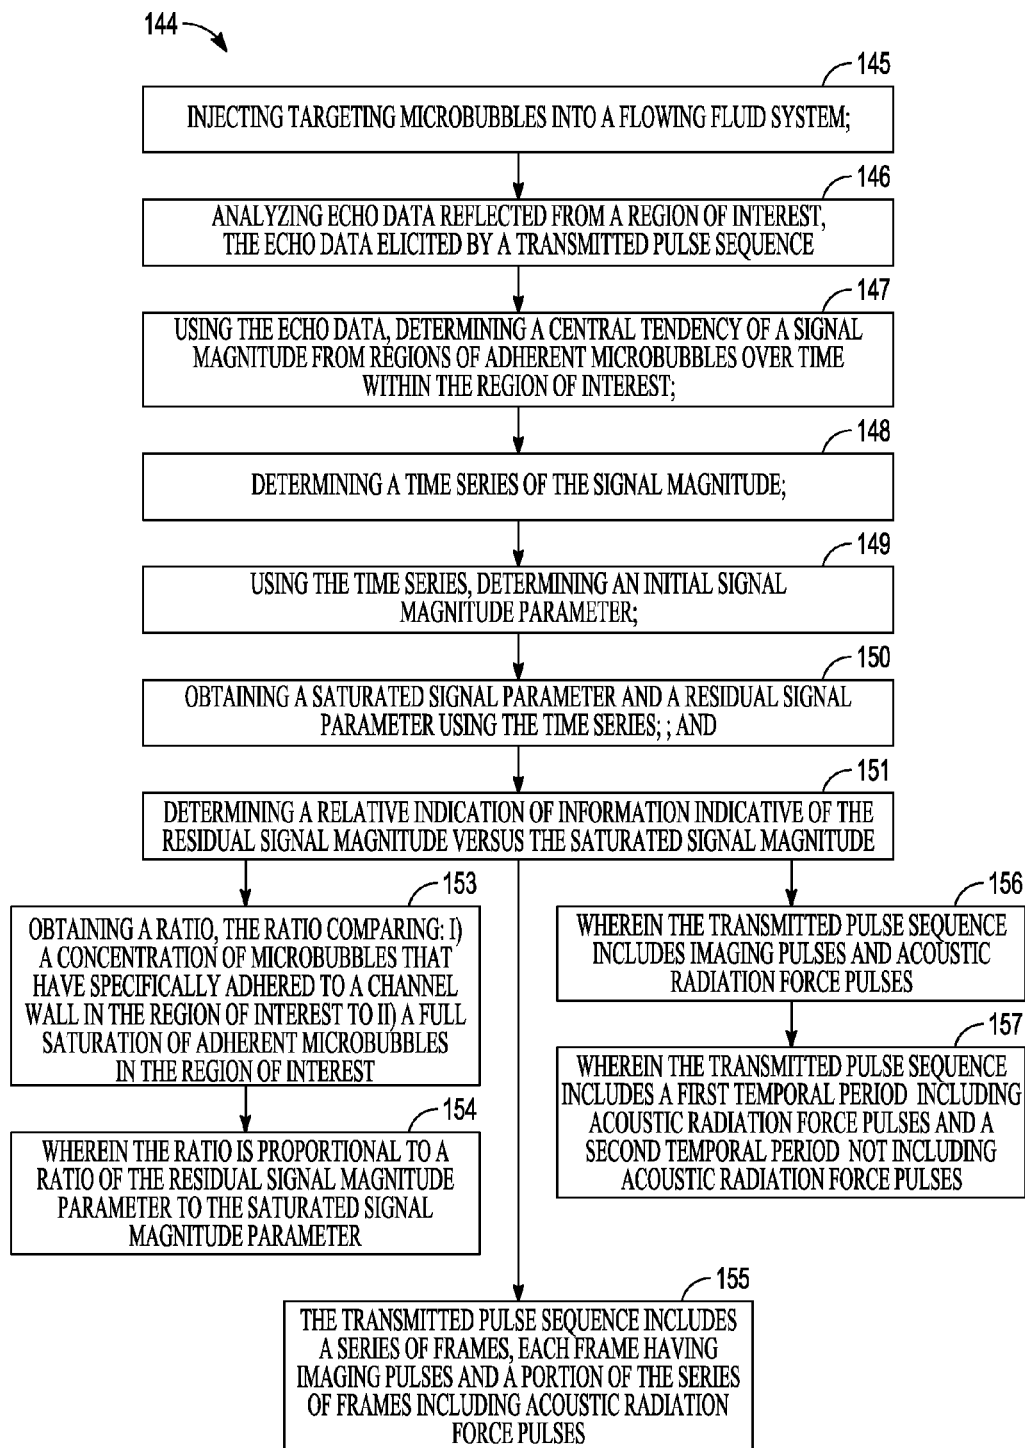 144
145
INJECTING TARGETING MICROBUBBLES INTO A FLOWING FLUID SYSTEM;
146
ANALYZING ECHO DATA REFLECTED FROM A REGION OF INTEREST,
THE ECHO DATA ELICITED BY A TRANSMITTED PULSE SEQUENCE
147
USING THE ECHO DATA, DETERMINING A CENTRAL TENDENCY OF A SIGNAL
MAGNITUDE FROM REGIONS OF ADHERENT MICROBUBBLES OVER TIME
WITHIN THE REGION OF INTEREST;
148
DETERMINING A TIME SERIES OF THE SIGNAL MAGNITUDE;
149
USING THE TIME SERIES, DETERMINING AN INITIAL SIGNAL
MAGNITUDE PARAMETER;
150
OBTAINING A SATURATED SIGNAL PARAMETER AND A RESIDUAL SIGNAL
PARAMETER USING THE TIME SERIES; ; AND
151
DETERMINING A RELATIVE INDICATION OF INFORMATION INDICATIVE OF THE
RESIDUAL SIGNAL MAGNITUDE VERSUS THE SATURATED SIGNAL MAGNITUDE
153
OBTAINING A RATIO, THE RATIO COMPARING: I)
A CONCENTRATION OF MICROBUBBLES THAT
HAVE SPECIFICALLY ADHERED TO A CHANNEL
WALL IN THE REGION OF INTEREST TO II) A FULL
SATURATION OF ADHERENT MICROBUBBLES
IN THE REGION OF INTEREST
154
WHEREIN THE RATIO IS PROPORTIONAL TO A
RATIO OF THE RESIDUAL SIGNAL MAGNITUDE
PARAMETER TO THE SATURATED SIGNAL
MAGNITUDE PARAMETER
156
WHEREIN THE TRANSMITTED PULSE SEQUENCE
INCLUDES IMAGING PULSES AND ACOUSTIC
RADIATION FORCE PULSES
157
WHEREIN THE TRANSMITTED PULSE SEQUENCE
INCLUDES A FIRST TEMPORAL PERIOD INCLUDING
ACOUSTIC RADIATION FORCE PULSES AND A
SECOND TEMPORAL PERIOD NOT INCLUDING
ACOUSTIC RADIATION FORCE PULSES
155
THE TRANSMITTED PULSE SEQUENCE INCLUDES
A SERIES OF FRAMES, EACH FRAME HAVING
IMAGING PULSES AND A PORTION OF THE SERIES
OF FRAMES INCLUDING ACOUSTIC RADIATION
FORCE PULSES